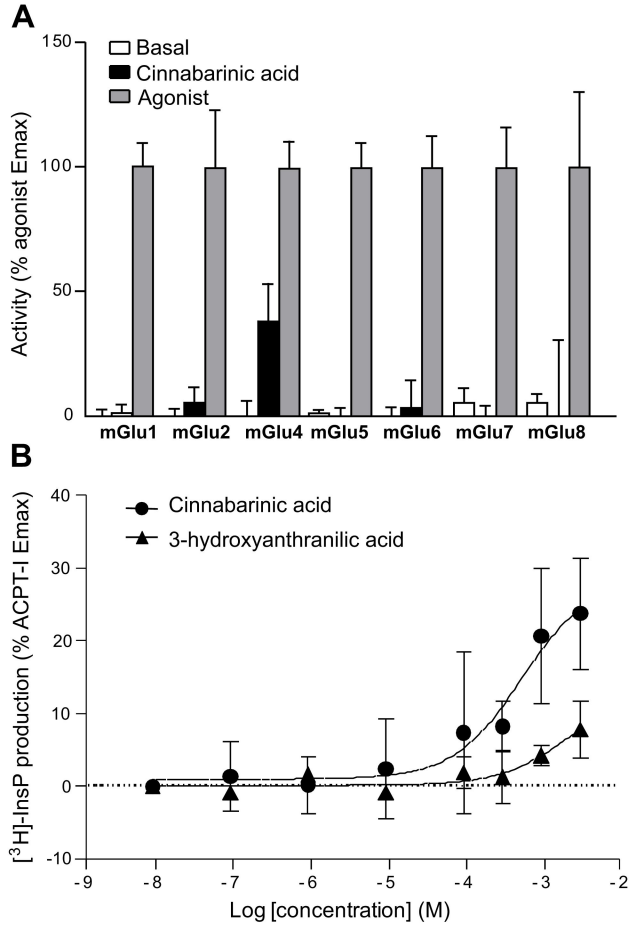 A
Activity (% agonist Emax)
150
100
50
0
Basal
Cinnabarinic acid
Agonist
mGlu1 mGlu2 mGlu4 mGlu5 mGlu6 mGlu7 mGlu8
B
[³H]-InsP production (% ACPT-I Emax)
40
30
20
10
0
-10
Cinnabarinic acid
3-hydroxyanthranilic acid
-9 -8 -7 -6 -5 -4 -3 -2
Log [concentration] (M)